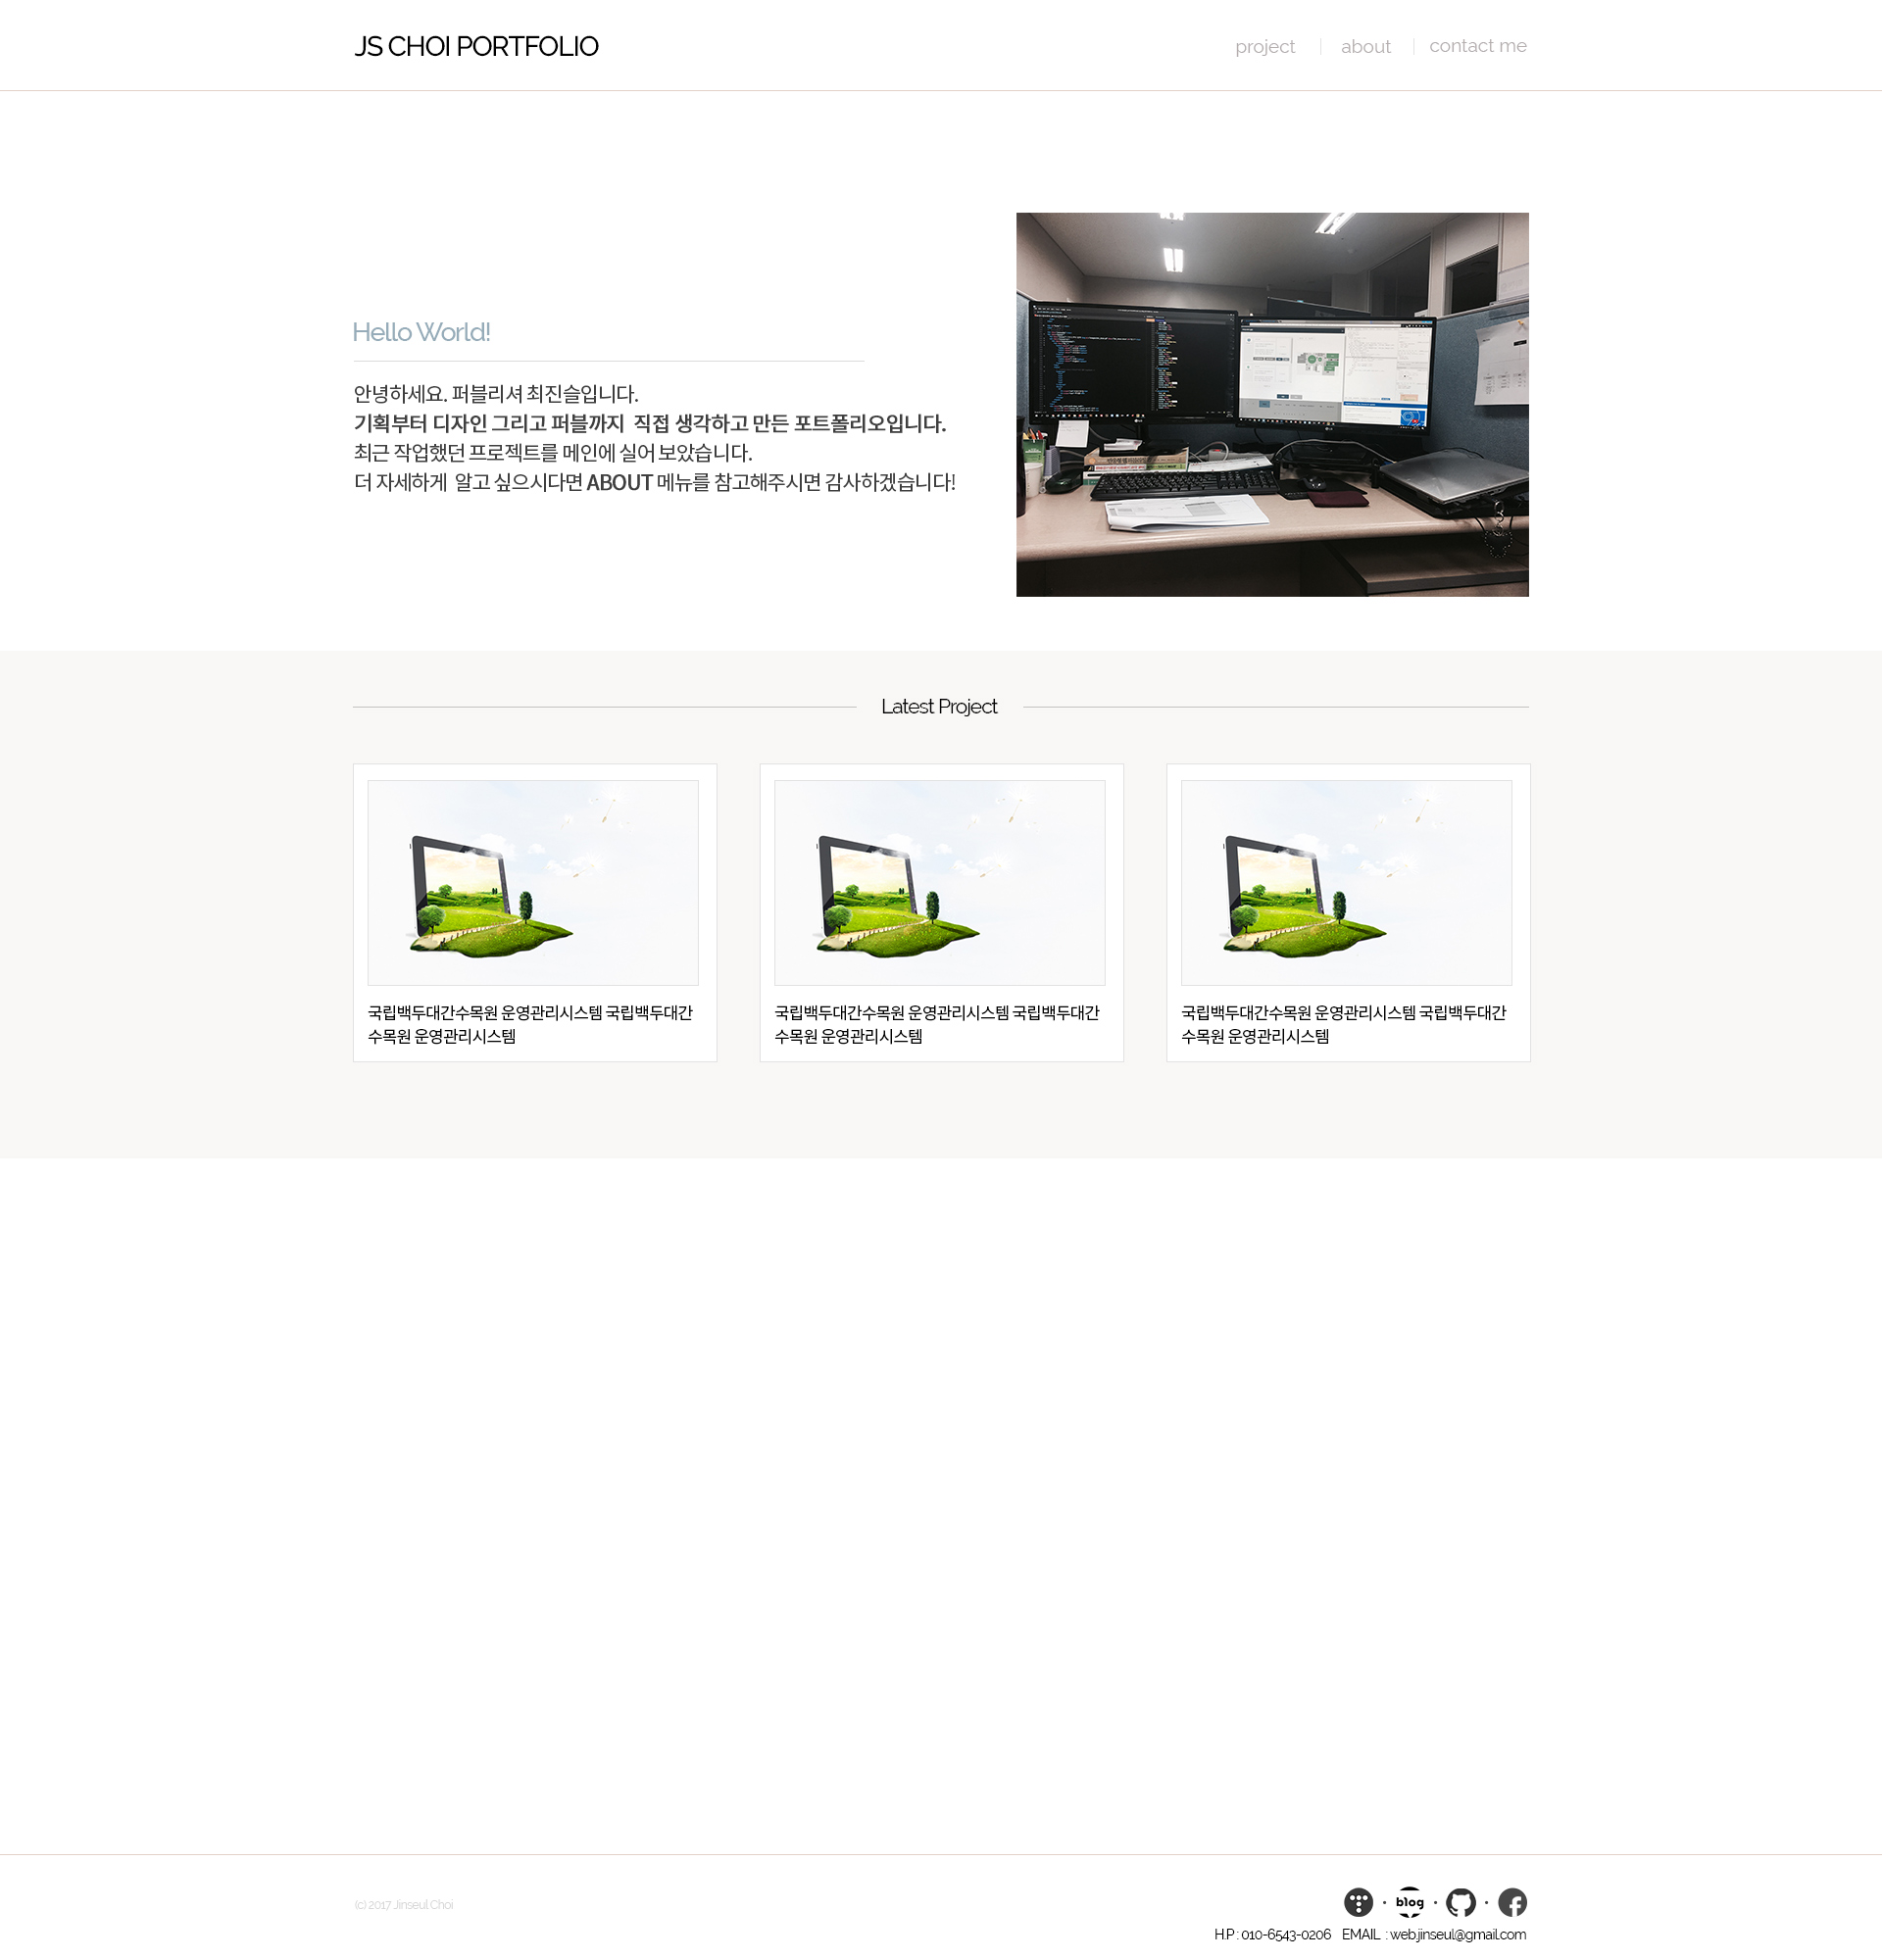 JS CHOI PORTFOLIO
project
about
contact me
Hello World!
안녕하세요. 퍼블리셔 최진슬입니다.
기획부터 디자인 그리고 퍼블까지 직접 생각하고 만든 포트폴리오입니다.
최근 작업했던 프로젝트를 메인에 실어 보았습니다.
더 자세하게 알고 싶으시다면 ABOUT 메뉴를 참고해주시면 감사하겠습니다!
Latest Project
국립백두대간수목원 운영관리시스템 국립백두대간
수목원 운영관리시스템
국립백두대간수목원 운영관리시스템 국립백두대간
수목원 운영관리시스템
국립백두대간수목원 운영관리시스템 국립백두대간
수목원 운영관리시스템
(c) 2017 Jinseul Choi
blog
H.P : 010-6543-0206 EMAIL : web.jinseul@gmail.com